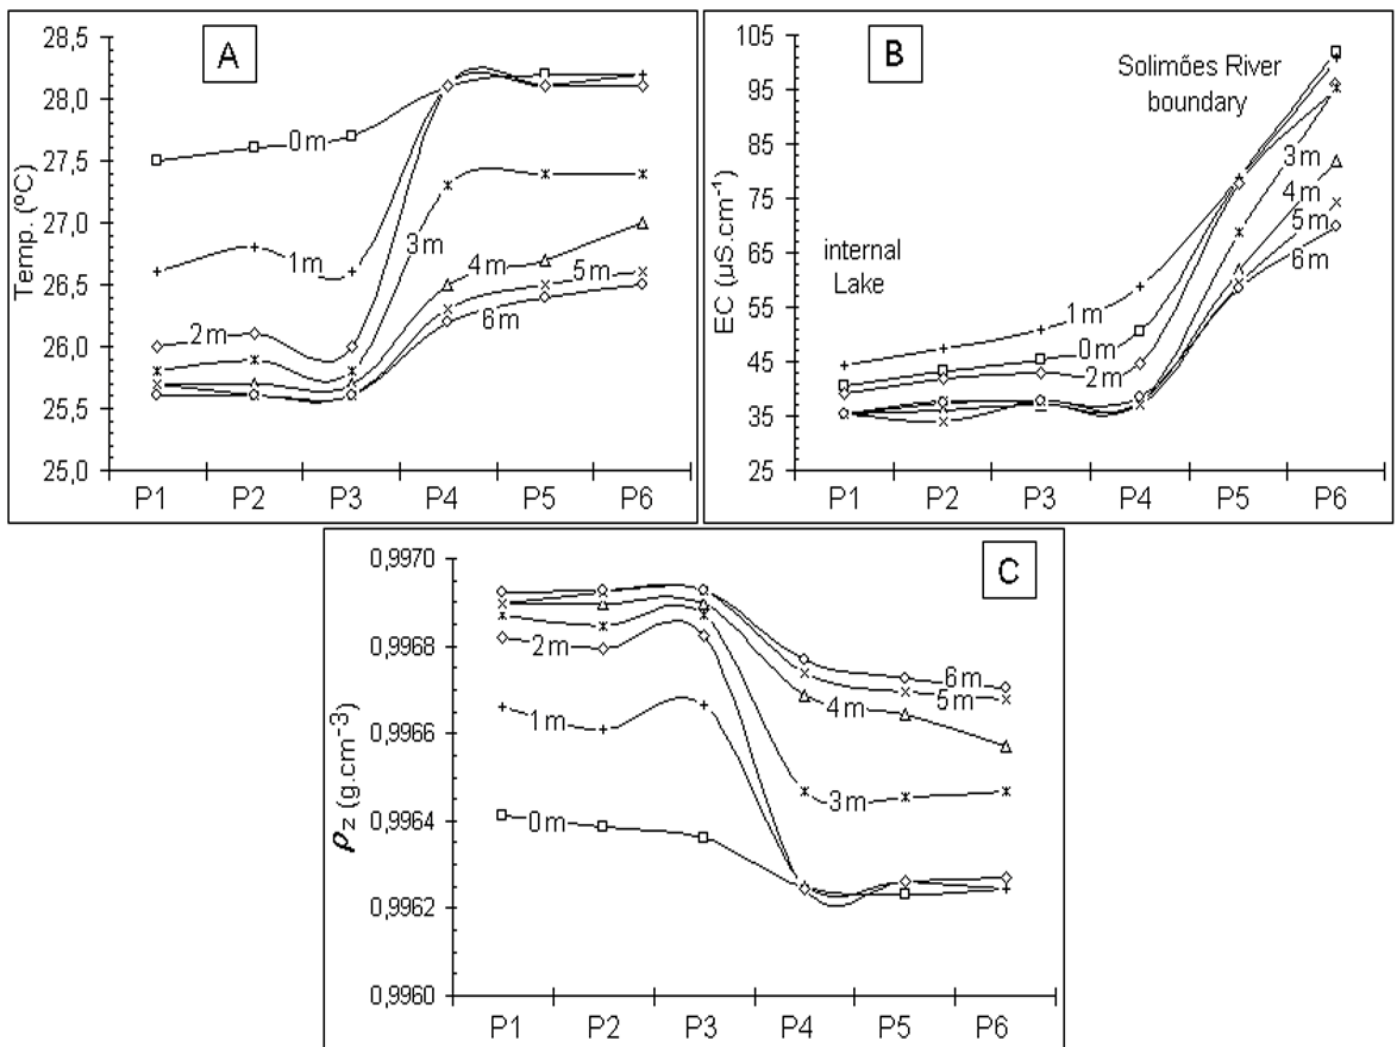 A
Temp. (ºC)
28,5
28,0
27,5
27,0
26,5
26,0
25,5
25,0
0m
1m
2m
3m
4m
5m
6m
P1 P2 P3 P4 P5 P6
B
EC (µS.cm⁻¹)
105
95
85
75
65
55
45
35
25
internal
Lake
Solimões River
boundary
1m
0m
2m
3m
4m
5m
6m
P1 P2 P3 P4 P5 P6
C
ρz (g.cm⁻³)
0,9970
0,9968
0,9966
0,9964
0,9962
0,9960
2m
1m
0m
6m
5m
4m
3m
P1 P2 P3 P4 P5 P6